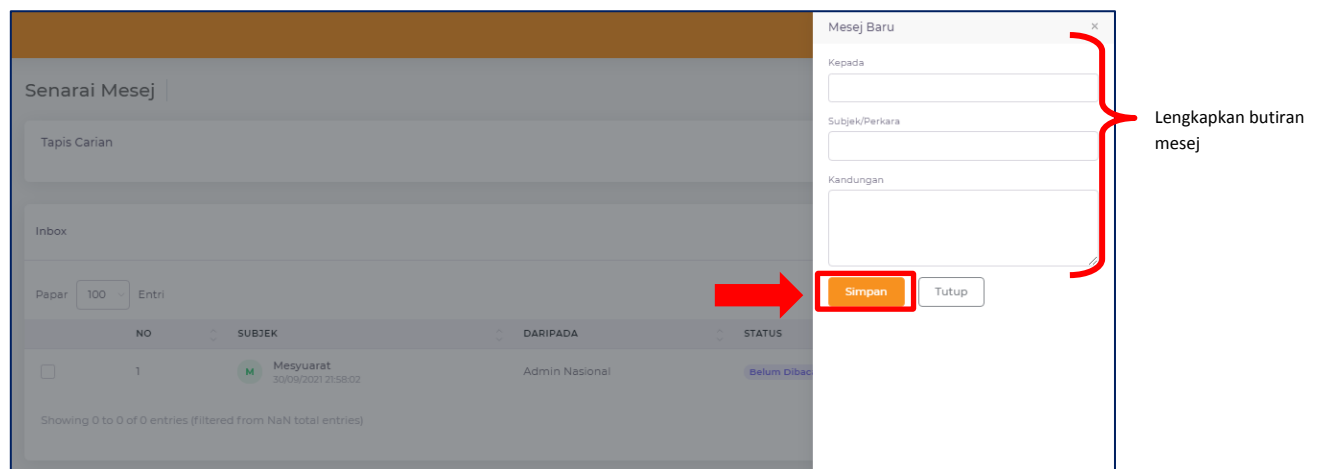 Mesej Baru ×
Kepada
Senarai Mesej
Subjek/Perkara
Lengkapkan butiran
mesej
Tapis Carian
Kandungan
Inbox
Papar 100 Entri
Simpan Tutup
NO SUBJEK DARIPADA STATUS
1 M Mesyuarat Admin Nasional Belum Dibaca
30/09/2021 21:58:02
Showing 0 to 0 of 0 entries (filtered from NaN total entries)